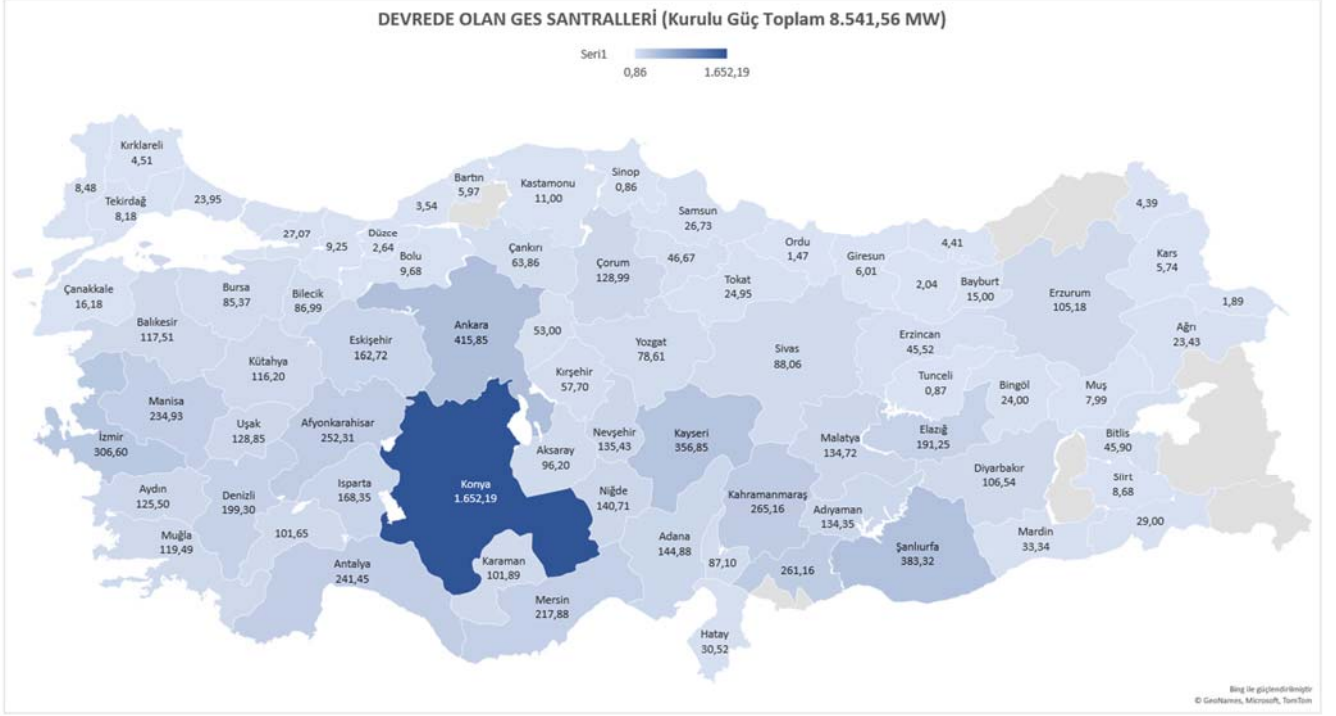 DEVREDE OLAN GES SANTRALLERİ (Kurulu Güç Toplam 8.541,56 MW)
Seri1
0,86 1.652,19
Kırklareli
4,51
8,48
Tekirdağ
8,18
23,95
27,07
9,25
3,54
Bartın
5,97
Kastamonu
11,00
Sinop
0,86
Samsun
26,73
Düzce
2,64
Bolu
9,68
Çankırı
63,86
Çorum
128,99
46,67
Tokat
24,95
Ordu
1,47
Giresun
6,01
4,41
2,04
Bayburt
15,00
Erzurum
105,18
4,39
Kars
5,74
1,89
Ağrı
23,43
Çanakkale
16,18
Balıkesir
117,51
Bursa
85,37
Bilecik
86,99
Kütahya
116,20
Eskişehir
162,72
Ankara
415,85
53,00
Kırşehir
57,70
Yozgat
78,61
Sivas
88,06
Erzincan
45,52
Tunceli
0,87
Bingöl
24,00
Muş
7,99
Manisa
234,93
İzmir
306,60
Uşak
128,85
Afyonkarahisar
252,31
Konya
1.652,19
Aksaray
96,20
Nevşehir
135,43
Kayseri
356,85
Malatya
134,72
Elazığ
191,25
Diyarbakır
106,54
Bitlis
45,90
Siirt
8,68
29,00
Aydın
125,50
Denizli
199,30
Isparta
168,35
Niğde
140,71
Kahramanmaraş
265,16
Adıyaman
134,35
Mardin
33,34
Muğla
119,49
101,65
Antalya
241,45
Karaman
101,89
Mersin
217,88
Adana
144,88
87,10
261,16
Şanlıurfa
383,32
Hatay
30,52
Bing ile güçlendirilmiştir
© GeoNames, Microsoft, TomTom